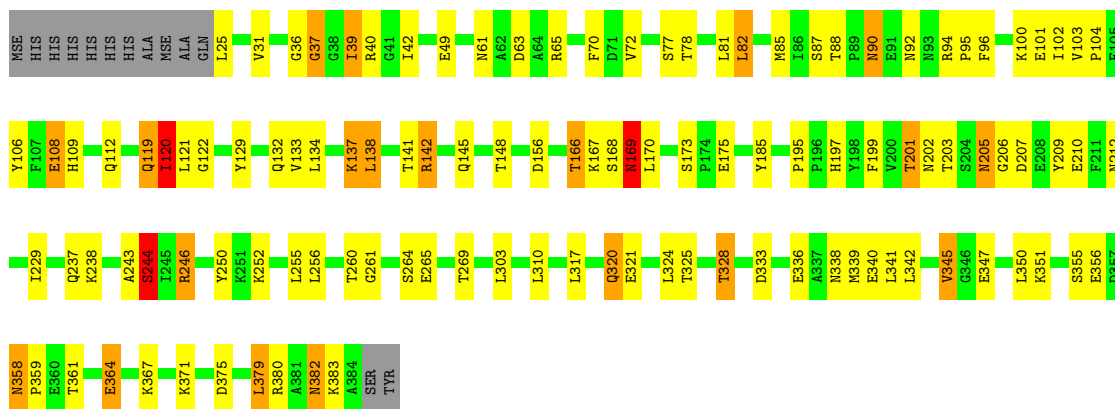 MSE HIS HIS HIS HIS HIS HIS ALA MSE ALA GLN L25 V31 G36 G37 G38 I39 R40 G41 I42 E49 N61 A62 D63 A64 R65 F70 D71 V72 S77 T78 L81 L82 M85 I86 S87 T88 P89 N90 E91 N92 N93 R94 P95 F96 K100 E101 I102 V103 P104 E105
Y106 F107 E108 H109 Q112 Q119 I120 L121 G122 Y129 Q132 V133 L134 K137 L138 T141 R142 Q145 T148 D156 T166 K167 S168 N169 L170 S173 P174 E175 Y185 P195 P196 H197 Y198 F199 V200 T201 N202 T203 S204 N205 G206 D207 E208 Y209 E210 F211 N212
I229 Q237 K238 A243 S244 I245 R246 Y250 K251 K252 L255 L256 T260 G261 S264 E265 T269 L303 L310 L317 Q320 E321 L324 T325 T328 D333 E336 A337 N338 M339 E340 L341 L342 V345 G346 E347 L350 K351 S355 E356 D357
N358 P359 E360 T361 E364 K367 K371 D375 L379 R380 A381 N382 K383 A384 SER TYR